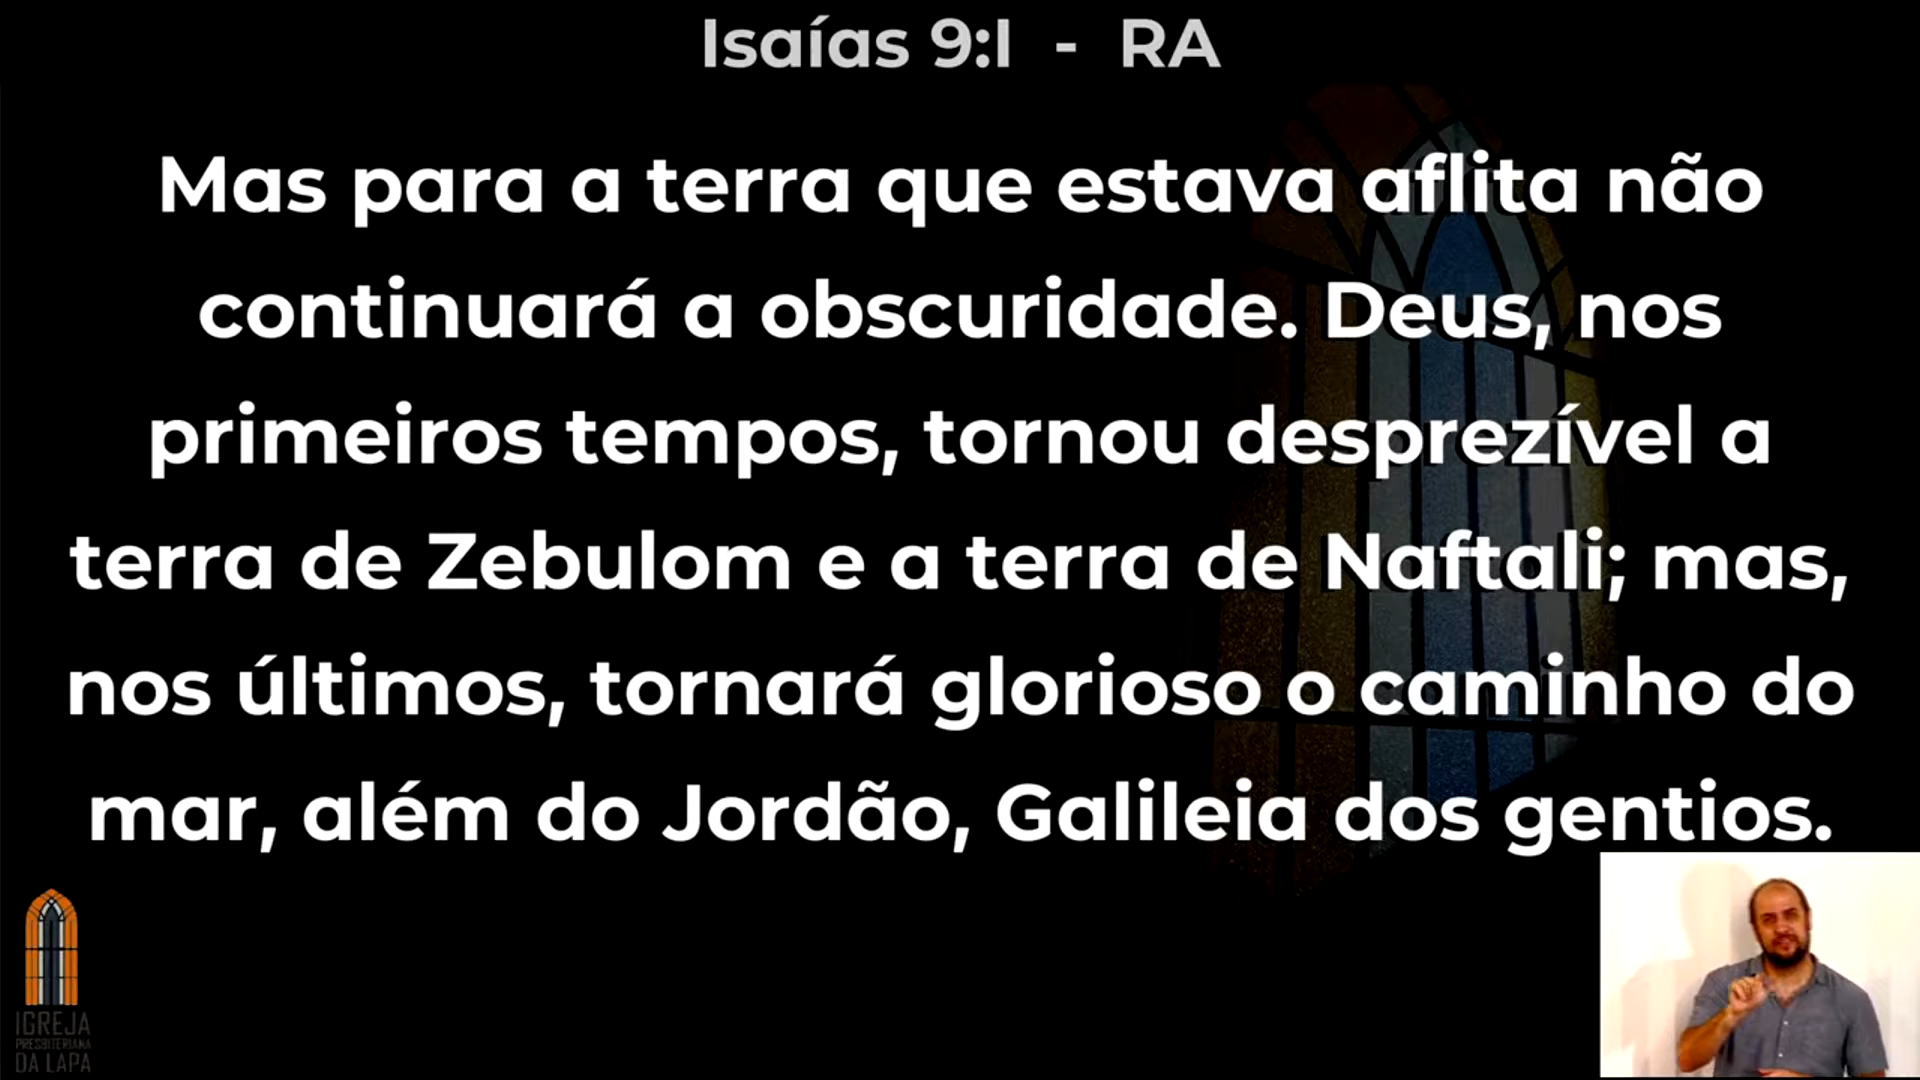 Isaías 9:1 - RA
Mas para a terra que estava aflita não
continuará a obscuridade. Deus, nos
primeiros tempos, tornou desprezível a
terra de Zebulom e a terra de Naftali; mas,
nos últimos, tornará glorioso o caminho do
mar, além do Jordão, Galileia dos gentios.
IGREJA
PRESBITERIANA
DA LAPA